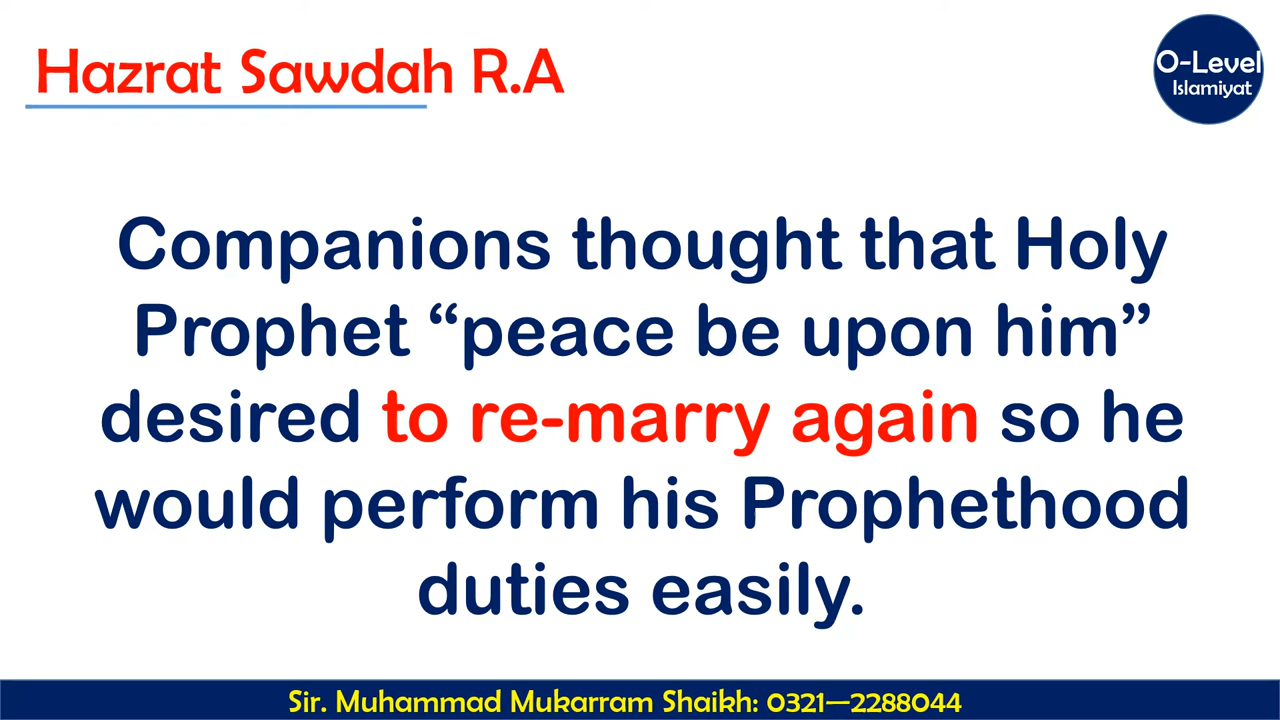 Hazrat Sawdah R.A
O-Level
Islamiyat
Companions thought that Holy
Prophet “peace be upon him”
desired to re-marry again so he
would perform his Prophethood
duties easily.
Sir. Muhammad Mukarram Shaikh: 0321—2288044